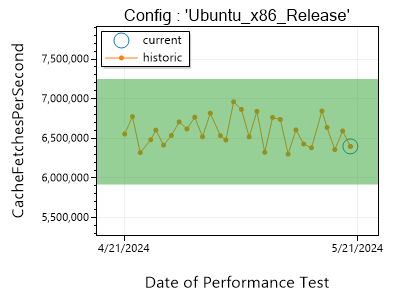 Config : 'Ubuntu_x86_Release'
current
historic
CacheFetchesPerSecond
7,500,000
7,000,000
6,500,000
6,000,000
5,500,000
4/21/2024
5/21/2024
Date of Performance Test